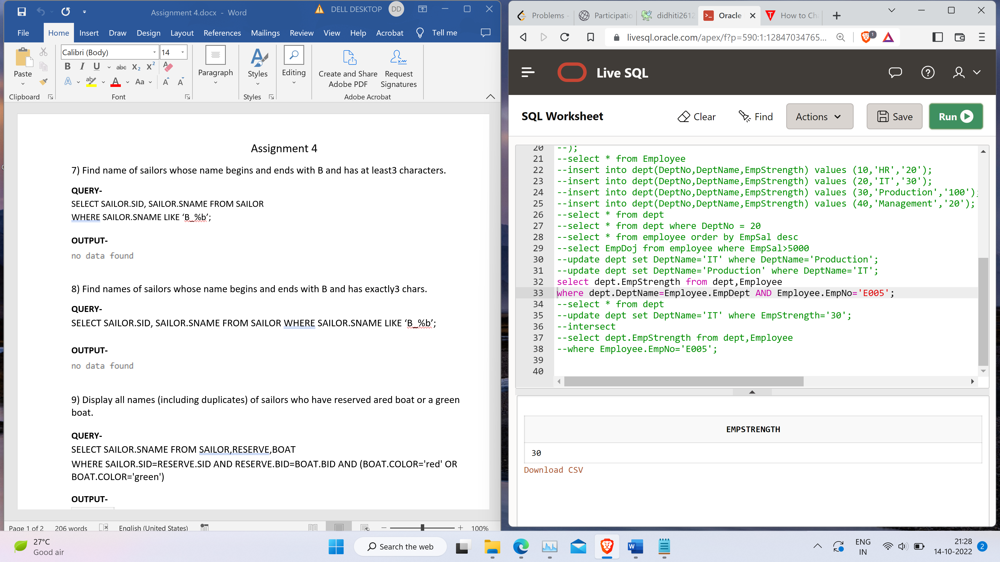 Assignment 4.docx - Word
DELL DESKTOP
DD
File
Home
Insert
Draw
Design
Layout
References
Mailings
Review
View
Help
Acrobat
Tell me
Paste
Calibri (Body)
14
B I U abc X₂ X²
Aa
Paragraph
Styles
Editing
Create and Share
Adobe PDF
Request
Signatures
Clipboard
Font
Styles
Adobe Acrobat
Assignment 4
7) Find name of sailors whose name begins and ends with B and has at least3 characters.
QUERY-
SELECT SAILOR.SID, SAILOR.SNAME FROM SAILOR
WHERE SAILOR.SNAME LIKE ‘B_%b’;
OUTPUT-
no data found
8) Find names of sailors whose name begins and ends with B and has exactly3 chars.
QUERY-
SELECT SAILOR.SID, SAILOR.SNAME FROM SAILOR WHERE SAILOR.SNAME LIKE ‘B_%b’;
OUTPUT-
no data found
9) Display all names (including duplicates) of sailors who have reserved ared boat or a green
boat.
QUERY-
SELECT SAILOR.SNAME FROM SAILOR,RESERVE,BOAT
WHERE SAILOR.SID=RESERVE.SID AND RESERVE.BID=BOAT.BID AND (BOAT.COLOR='red' OR
BOAT.COLOR='green')
OUTPUT-
Page 1 of 2
206 words
English (United States)
100%
Problems -
Participatio
didhiti2612
Oracle
How to Ch
livesql.oracle.com/apex/f?p=590:1:12847034765...
1
Live SQL
SQL Worksheet
Clear
Find
Actions
Save
Run
20 --);
21 --select * from Employee
22 --insert into dept(DeptNo,DeptName,EmpStrength) values (10,'HR','20');
23 --insert into dept(DeptNo,DeptName,EmpStrength) values (20,'IT','30');
24 --insert into dept(DeptNo,DeptName,EmpStrength) values (30,'Production','100');
25 --insert into dept(DeptNo,DeptName,EmpStrength) values (40,'Management','20');
26 --select * from dept
27 --select * from dept where DeptNo = 20
28 --select * from employee order by EmpSal desc
29 --select EmpDoj from employee where EmpSal>5000
30 --update dept set DeptName='IT' where DeptName='Production';
31 --update dept set DeptName='Production' where DeptName='IT';
32 select dept.EmpStrength from dept,Employee
33 where dept.DeptName=Employee.EmpDept AND Employee.EmpNo='E005';
34 --select * from dept
35 --update dept set DeptName='IT' where EmpStrength='30';
36 --intersect
37 --select dept.EmpStrength from dept,Employee
38 --where Employee.EmpNo='E005';
39
40
EMPSTRENGTH
30
Download CSV
27°C
Good air
Search the web
ENG
IN
21:28
14-10-2022
2